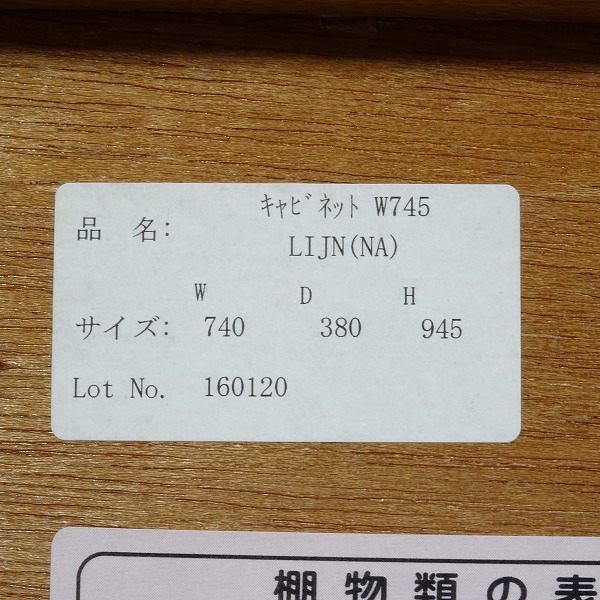 品 名: ｷｬﾋﾞﾈｯﾄ W745
LIJN(NA)
W D H
サイズ: 740 380 945
Lot No. 160120
棚物類の表